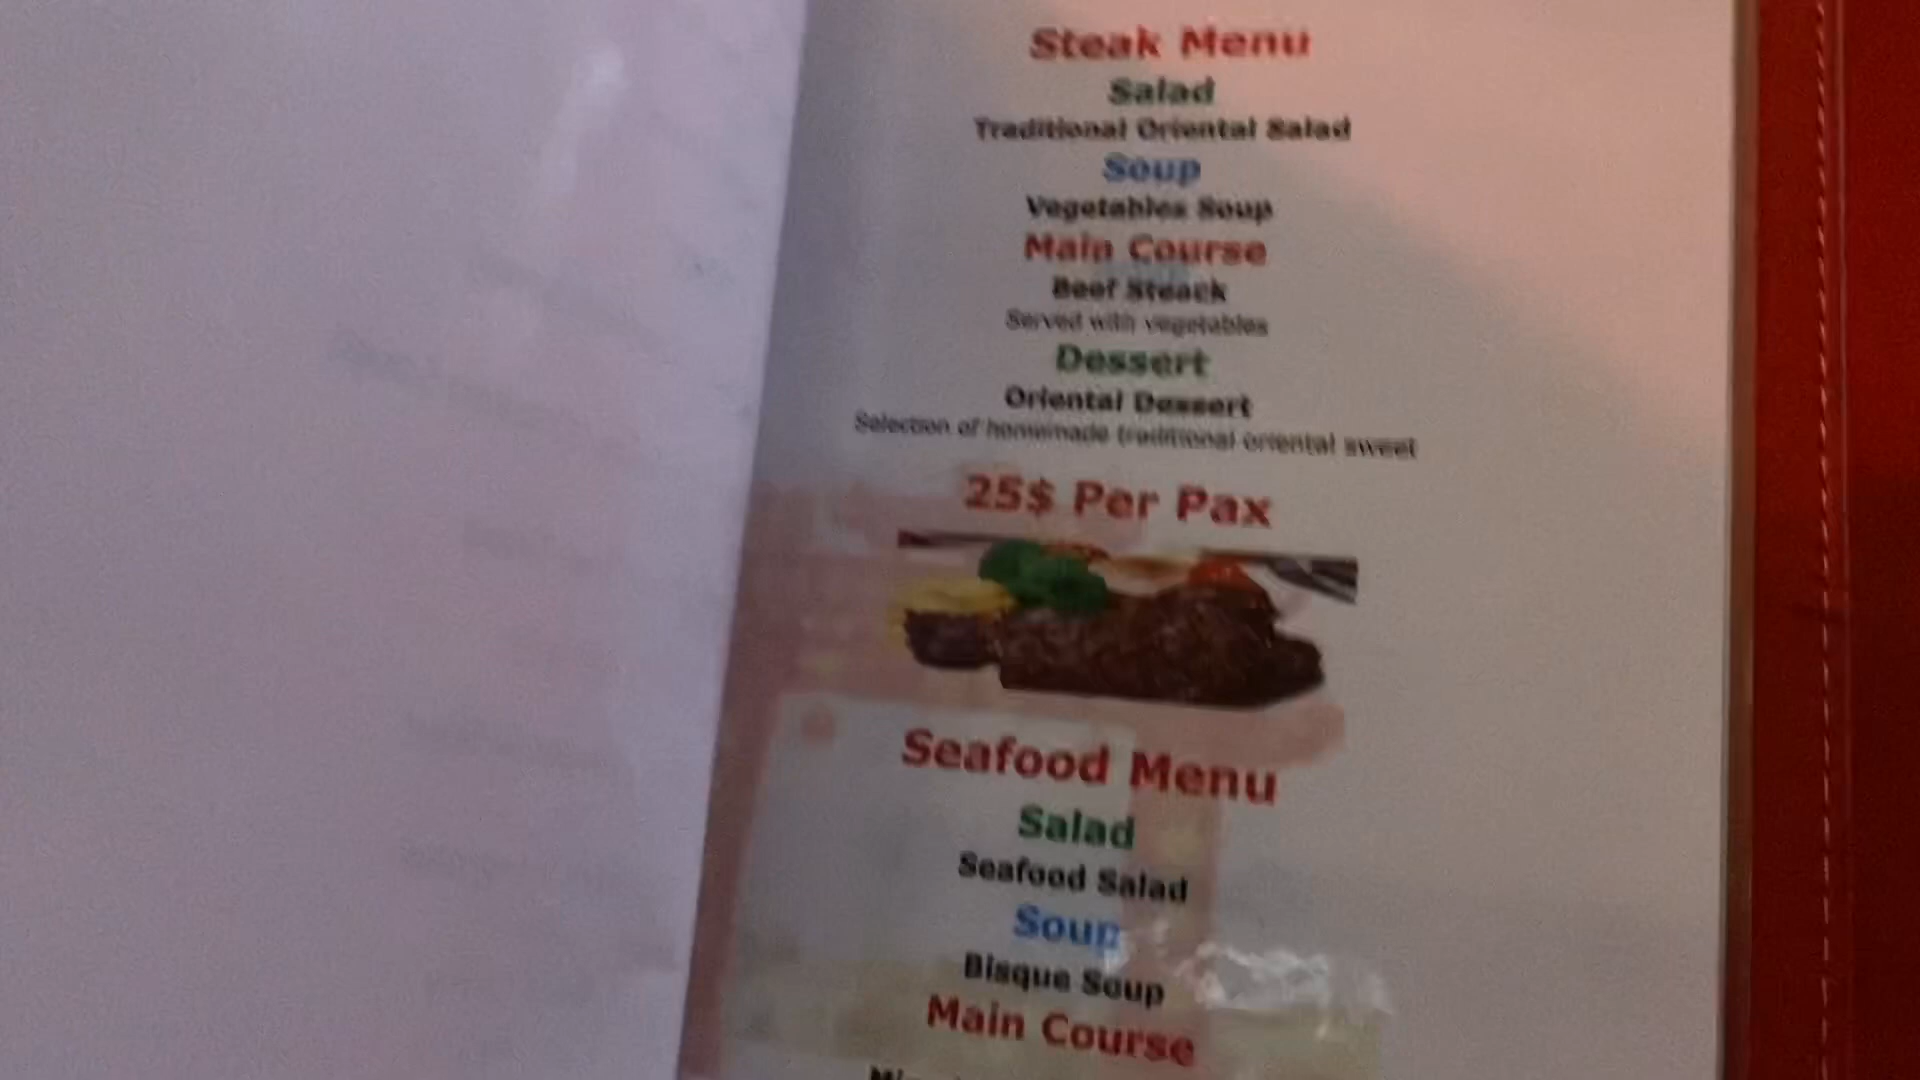 Steak Menu
Salad
Traditional Oriental Salad
Soup
Vegetables Soup
Main Course
Beef Steack
Served with vegetables
Dessert
Oriental Dessert
Selection of homemade traditional oriental sweet
25$ Per Pax
Seafood Menu
Salad
Seafood Salad
Soup
Bisque Soup
Main Course